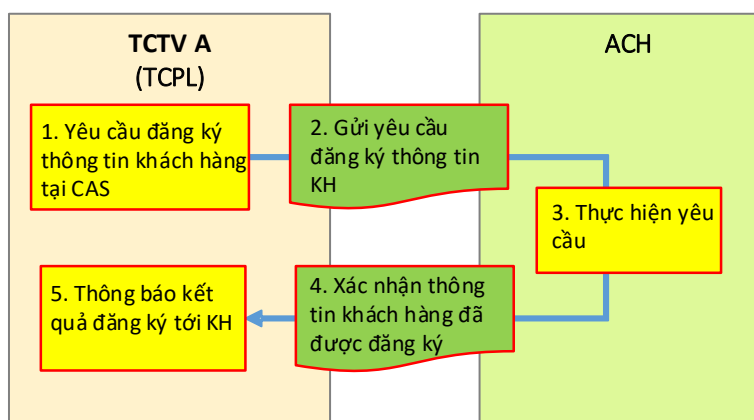 TCTV A
(TCPL)
ACH
1. Yêu cầu đăng ký
thông tin khách hàng
tại CAS
2. Gửi yêu cầu
đăng ký thông tin
KH
3. Thực hiện yêu
cầu
4. Xác nhận thông
tin khách hàng đã
được đăng ký
5. Thông báo kết
quả đăng ký tới KH